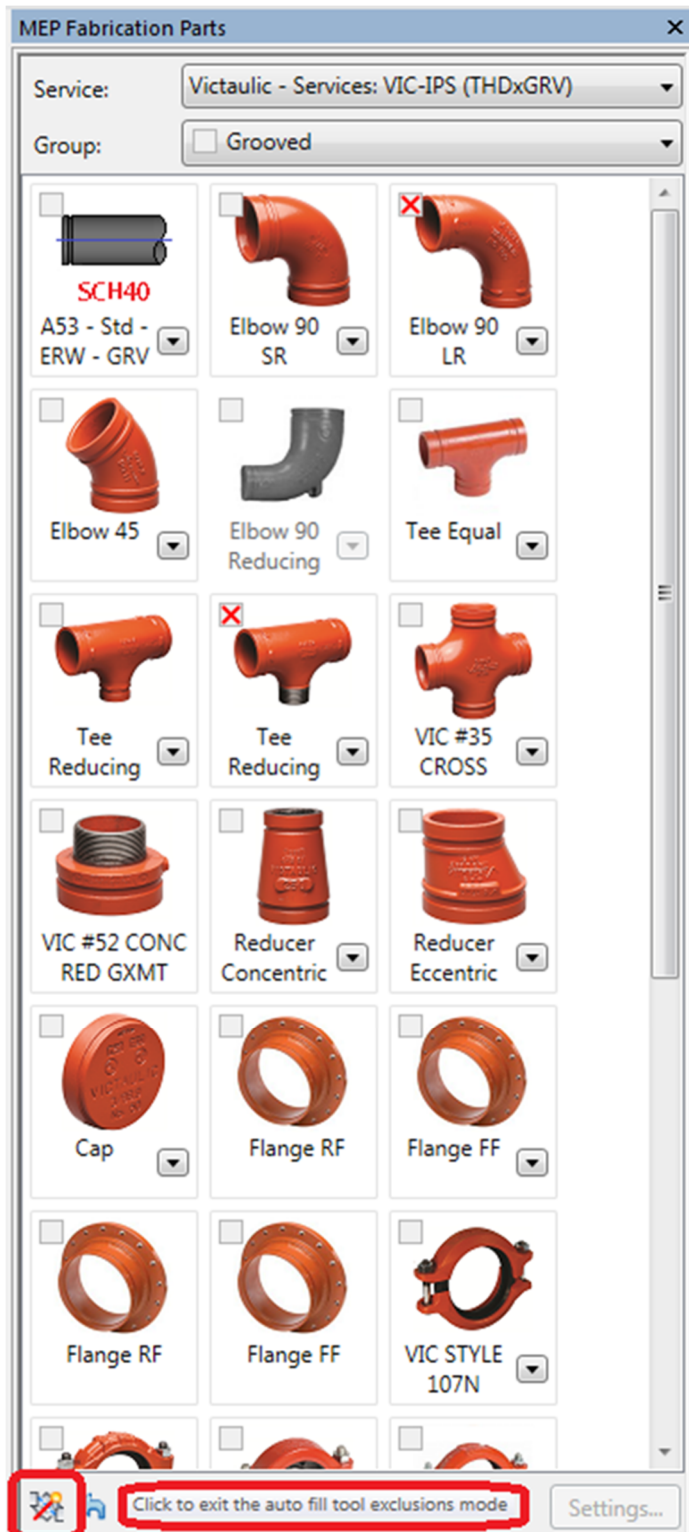 MEP Fabrication Parts
Service:
Victaulic - Services: VIC-IPS (THDxGRV)
Group:
Grooved
SCH40
A53 - Std -
ERW - GRV
Elbow 90
SR
Elbow 90
LR
Elbow 45
Elbow 90
Reducing
Tee Equal
Tee
Reducing
Tee
Reducing
VIC #35
CROSS
VIC #52 CONC
RED GXMT
Reducer
Concentric
Reducer
Eccentric
VICTAULIC
Cap
Flange RF
Flange FF
Flange RF
Flange FF
VIC STYLE
107N
Click to exit the auto fill tool exclusions mode
Settings...